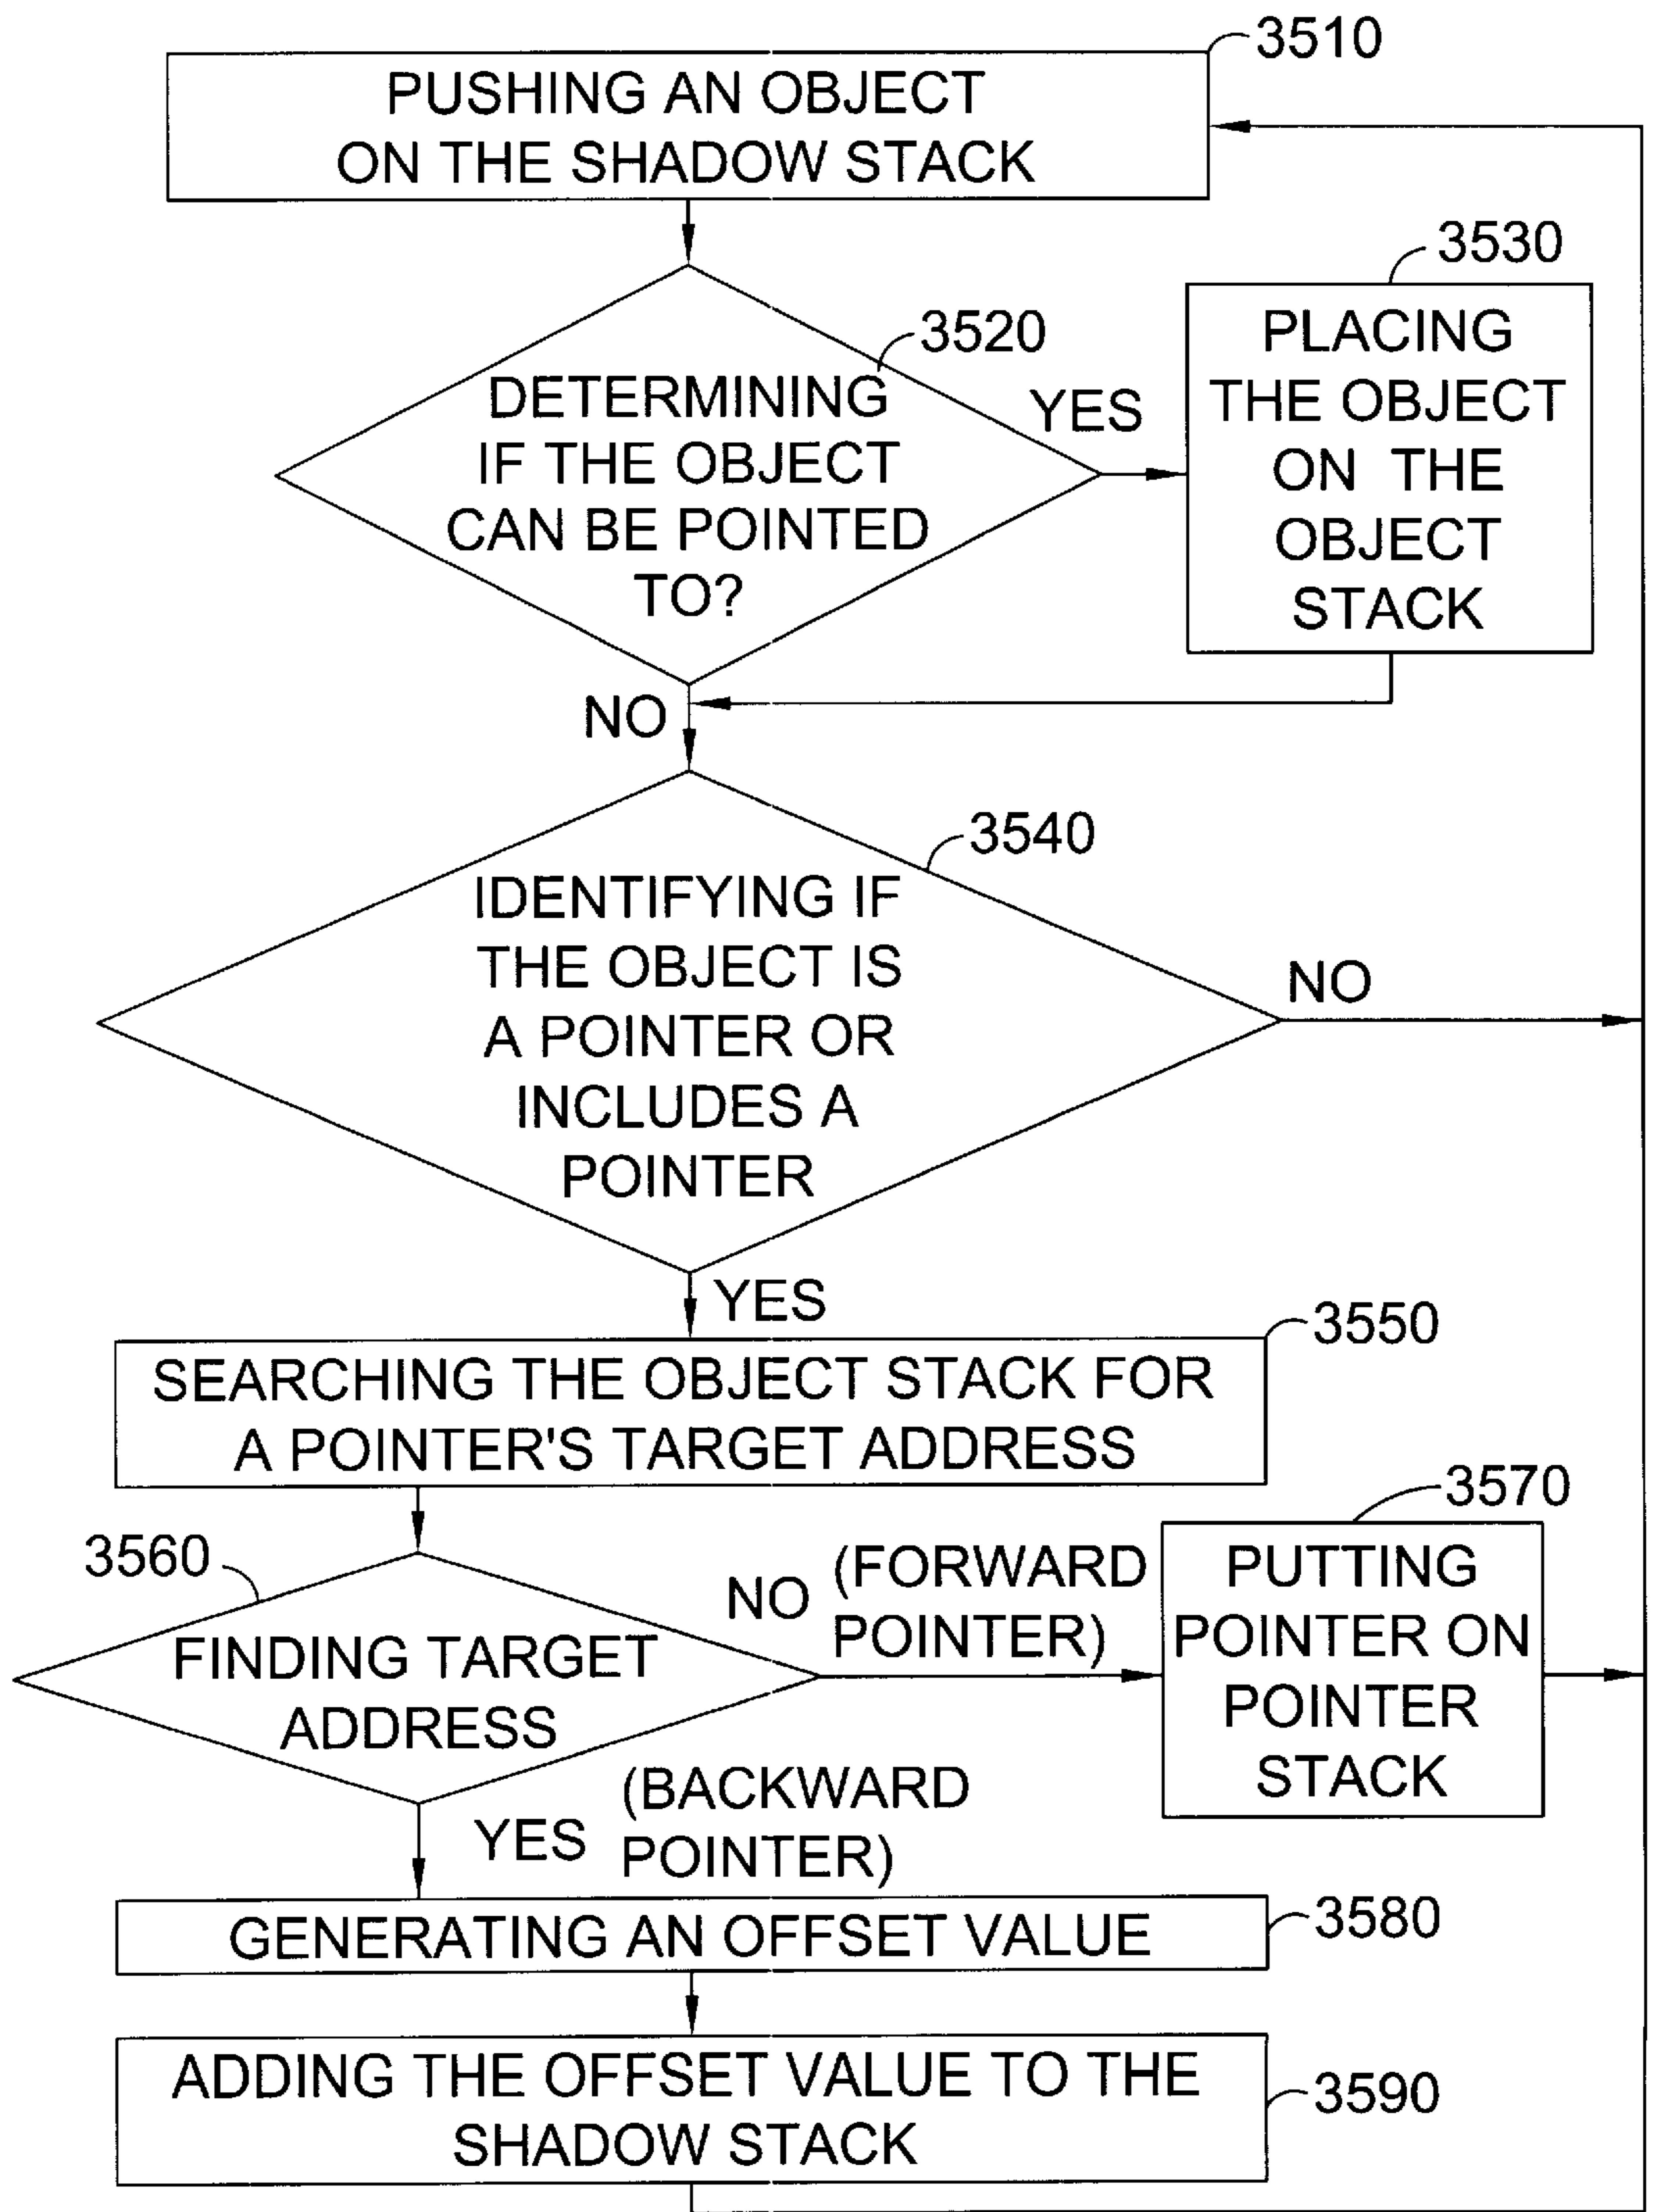 3510
PUSHING AN OBJECT
ON THE SHADOW STACK
3530
PLACING
THE OBJECT
ON THE
OBJECT
STACK
3520
DETERMINING
IF THE OBJECT
CAN BE POINTED
TO?
YES
NO
3540
IDENTIFYING IF
THE OBJECT IS
A POINTER OR
INCLUDES A
POINTER
NO
YES
3550
SEARCHING THE OBJECT STACK FOR
A POINTER'S TARGET ADDRESS
3560
FINDING TARGET
ADDRESS
NO (FORWARD
POINTER)
3570
PUTTING
POINTER ON
POINTER
STACK
YES (BACKWARD
POINTER)
GENERATING AN OFFSET VALUE
3580
ADDING THE OFFSET VALUE TO THE
SHADOW STACK
3590